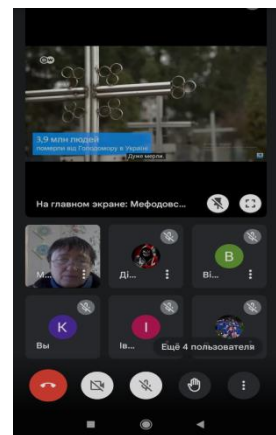 3,9 млн людей
померли від Голодомору в Україні
Дуже мерли.
На главном экране: Мефодовс...
М...
Ді...
В
Ві...
К
Вы
І
Ів...
Ещё 4 пользователя